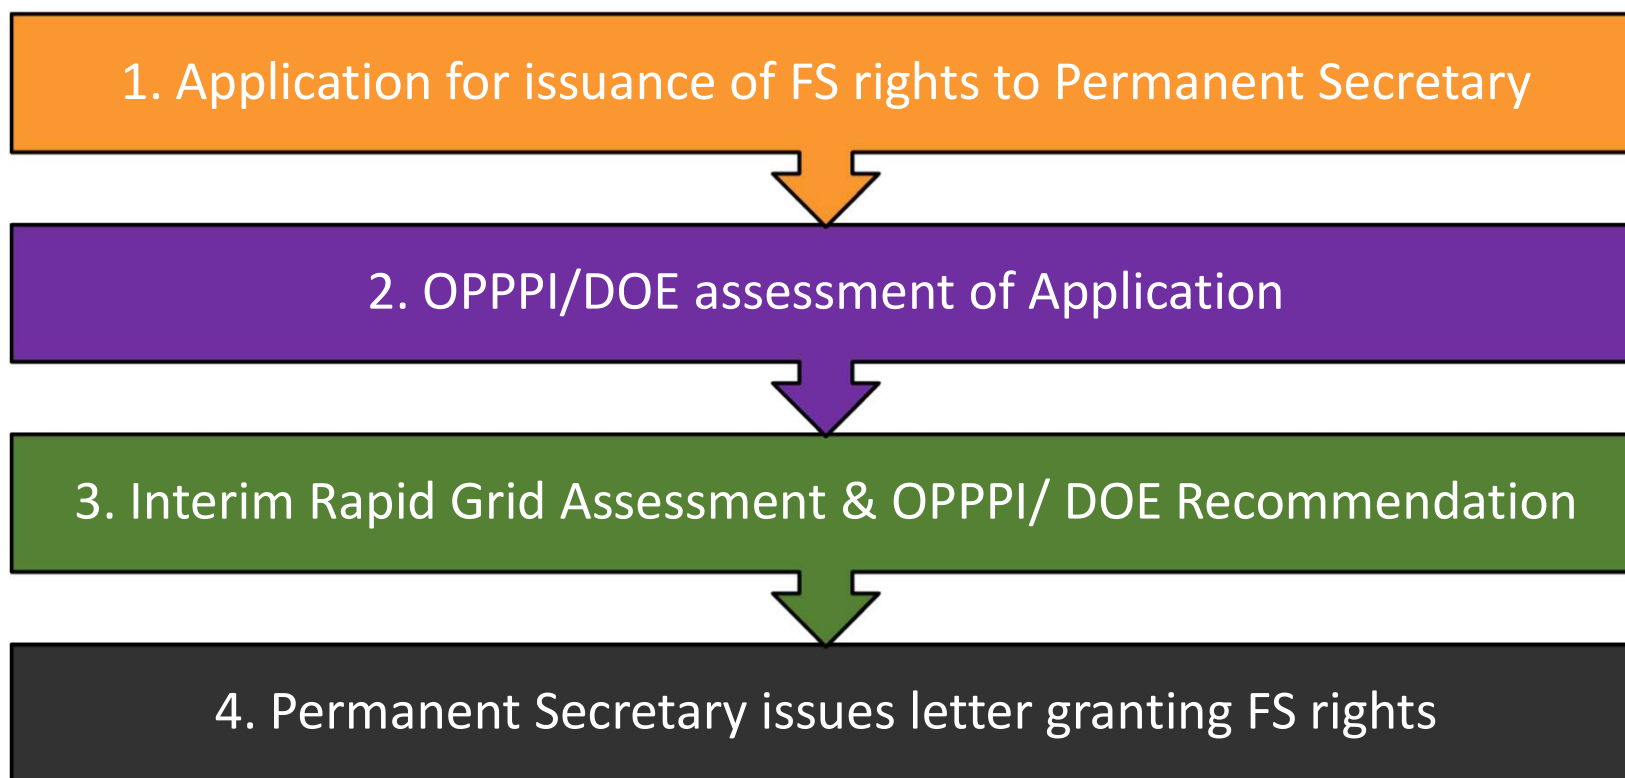 1. Application for issuance of FS rights to Permanent Secretary
2. OPPPI/DOE assessment of Application
3. Interim Rapid Grid Assessment & OPPPI/ DOE Recommendation
4. Permanent Secretary issues letter granting FS rights